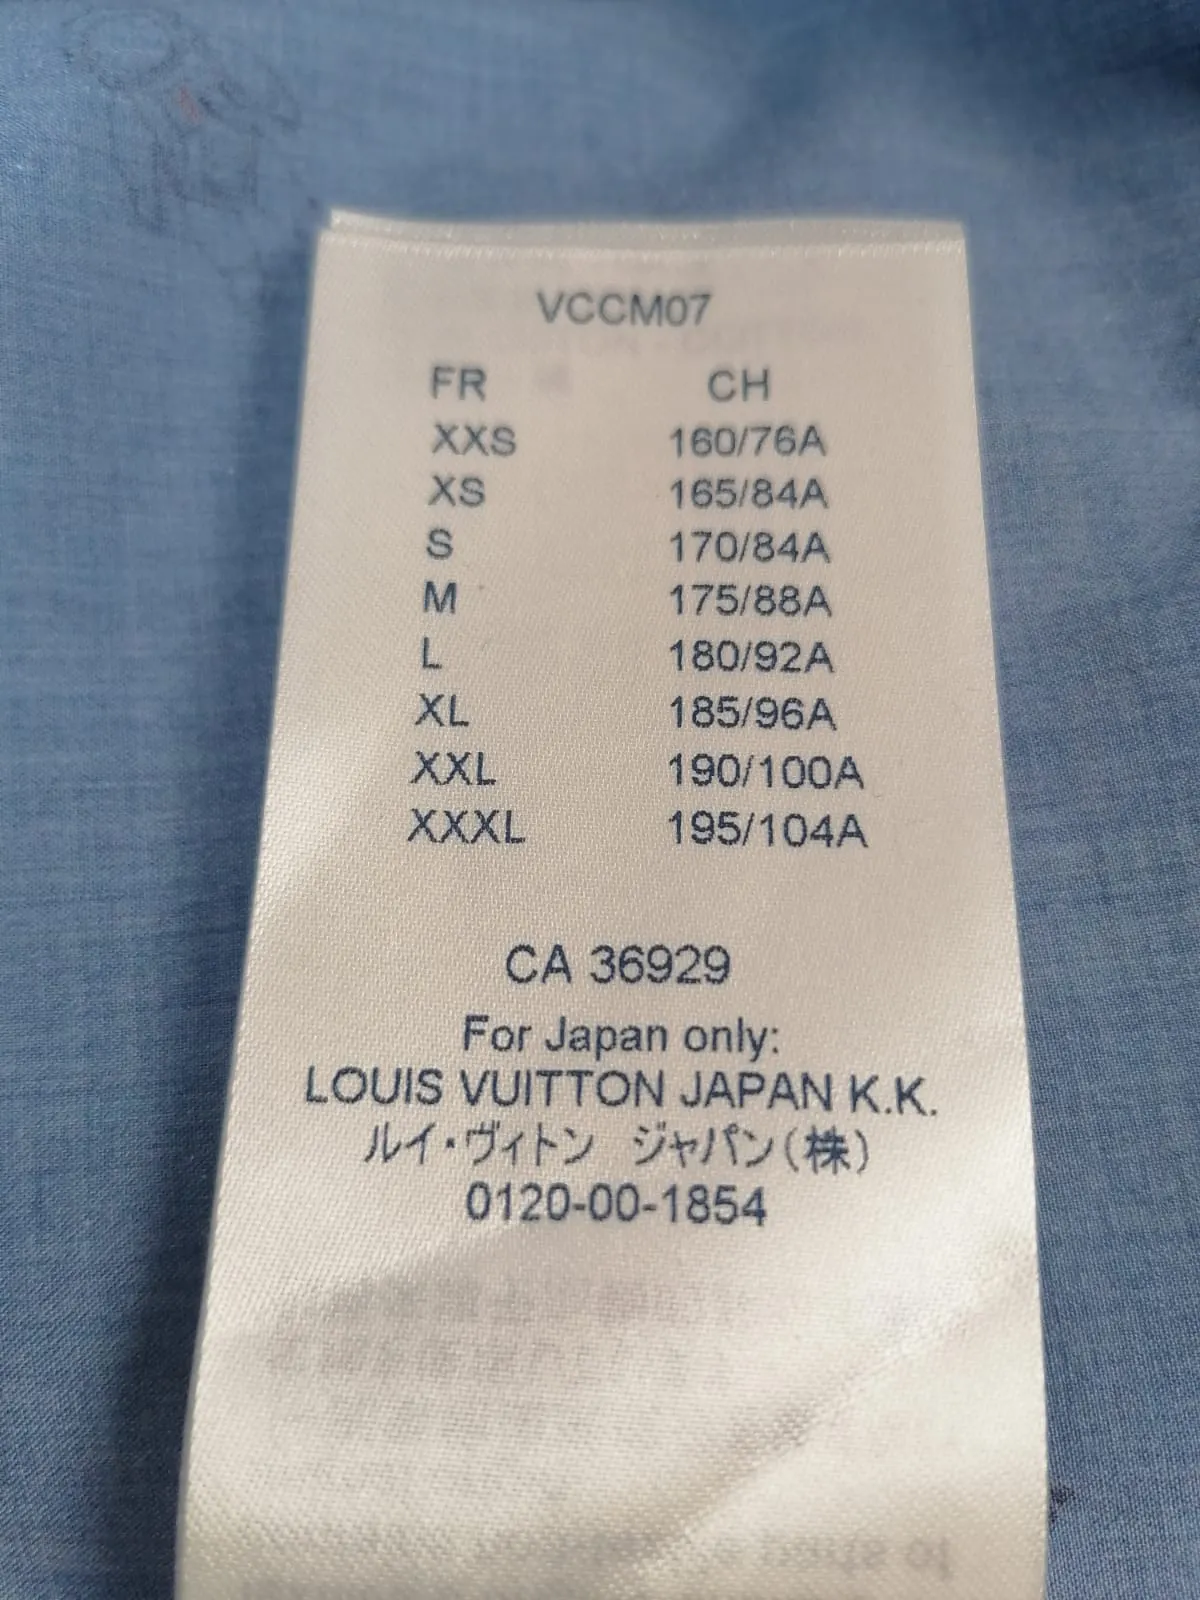 VCCM07
FR CH
XXS 160/76A
XS 165/84A
S 170/84A
M 175/88A
L 180/92A
XL 185/96A
XXL 190/100A
XXXL 195/104A
CA 36929
For Japan only:
LOUIS VUITTON JAPAN K.K.
ルイ・ヴィトン ジャパン(株)
0120-00-1854